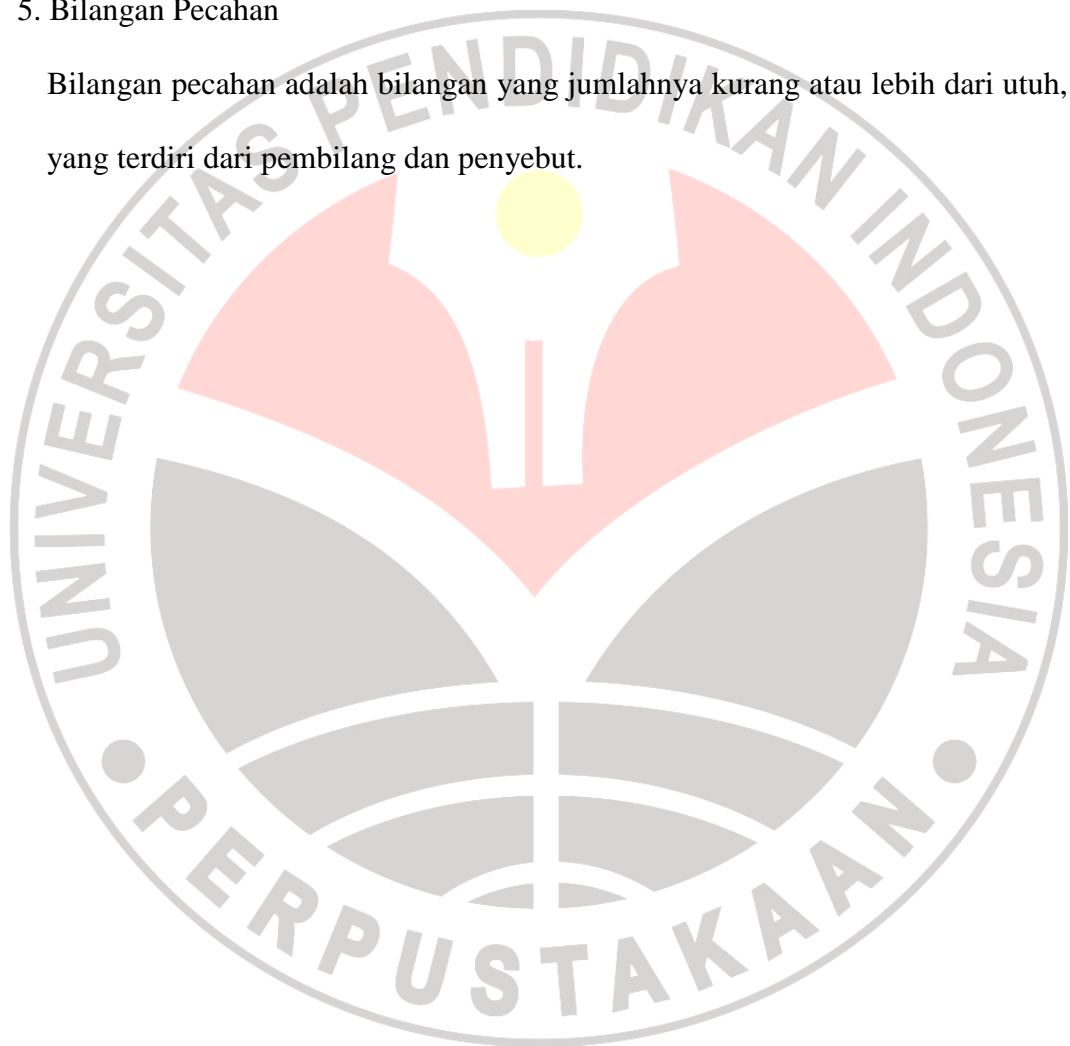 5. Bilangan Pecahan
Bilangan pecahan adalah bilangan yang jumlahnya kurang atau lebih dari utuh,
yang terdiri dari pembilang dan penyebut.
UNIVERSITAS PENDIDIKAN INDONESIA
PERPUSTAKAAN